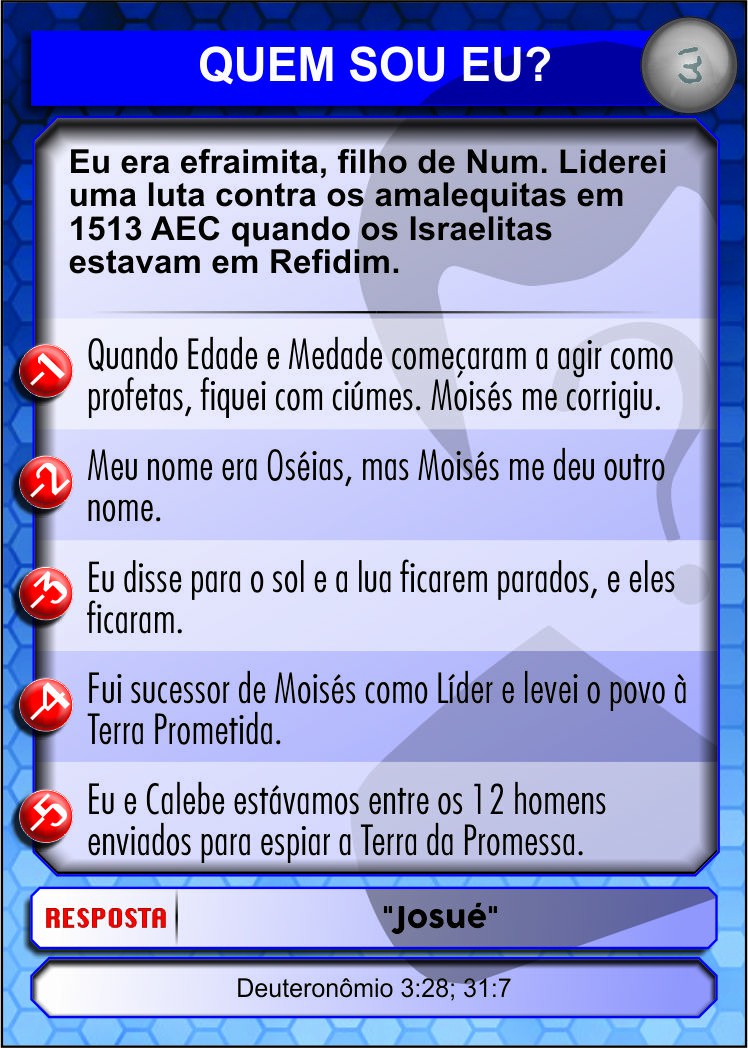 QUEM SOU EU?
3
Eu era efraimita, filho de Num. Liderei
uma luta contra os amalequitas em
1513 AEC quando os Israelitas
estavam em Refidim.
1
Quando Edade e Medade começaram a agir como
profetas, fiquei com ciúmes. Moisés me corrigiu.
2
Meu nome era Oséias, mas Moisés me deu outro
nome.
3
Eu disse para o sol e a lua ficarem parados, e eles
ficaram.
4
Fui sucessor de Moisés como Líder e levei o povo à
Terra Prometida.
5
Eu e Calebe estávamos entre os 12 homens
enviados para espiar a Terra da Promessa.
RESPOSTA
"Josué"
Deuteronômio 3:28; 31:7